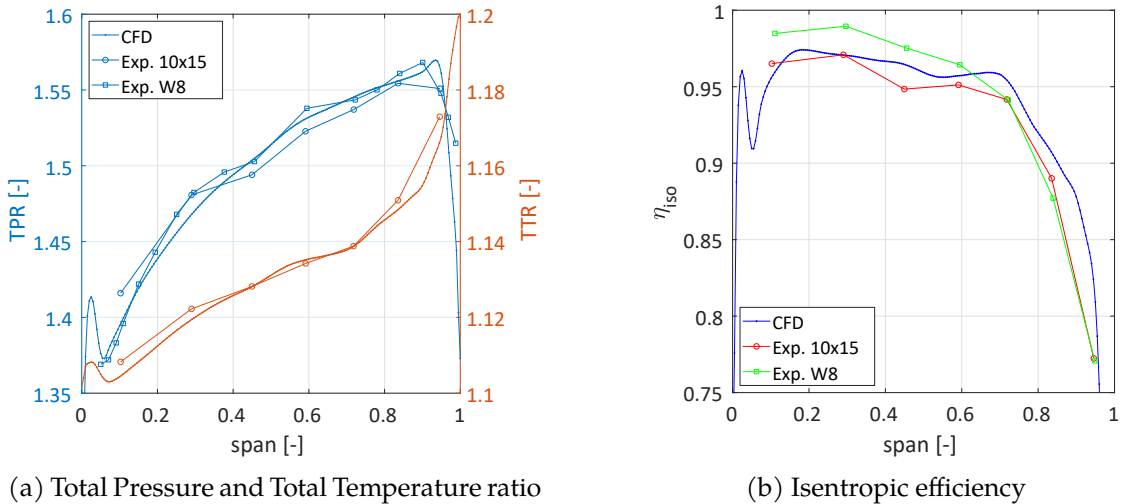 1.6
1.55
1.5
1.45
1.4
1.35
TPR [-]
CFD
Exp. 10x15
Exp. W8
1.2
1.18
1.16
1.14
1.12
1.1
TTR [-]
0 0.2 0.4 0.6 0.8 1
span [-]
(a) Total Pressure and Total Temperature ratio
1
0.95
0.9
0.85
0.8
0.75
η_iso
CFD
Exp. 10x15
Exp. W8
0 0.2 0.4 0.6 0.8 1
span [-]
(b) Isentropic efficiency